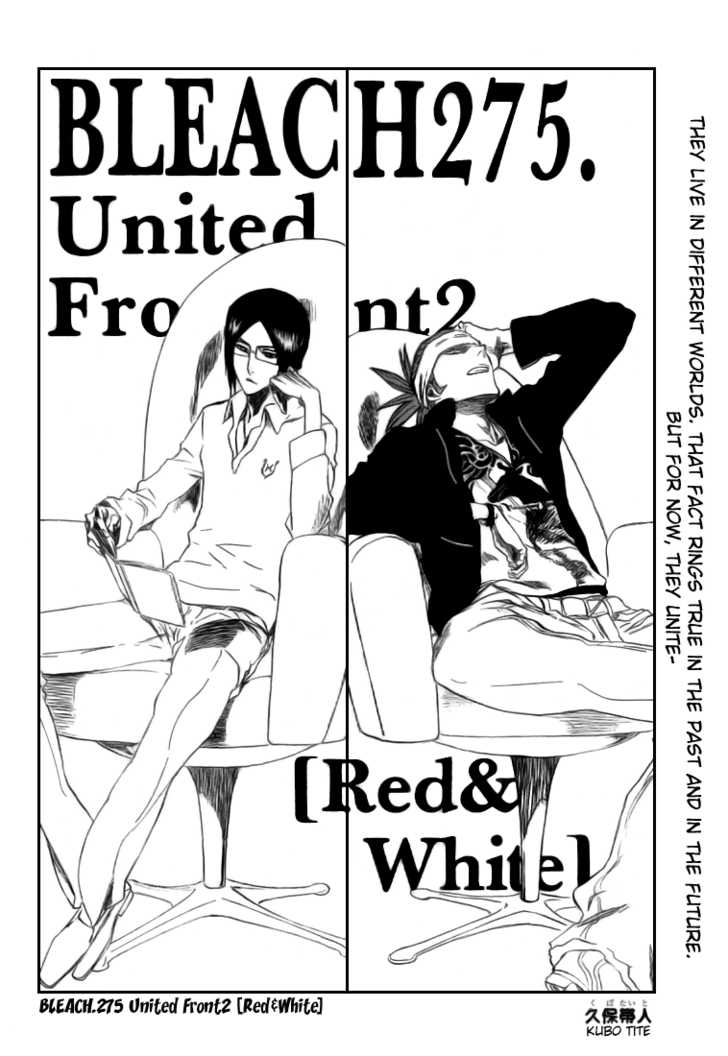 BLEACH275.
United
Front2
[Red&
White]
THEY LIVE IN DIFFERENT WORLDS. THAT FACT RINGS TRUE IN THE PAST AND IN THE FUTURE.
BUT FOR NOW, THEY UNITE-
BLEACH.275 United Front2 [Red&White]
くぼたいと
久保帯人
KUBO TITE